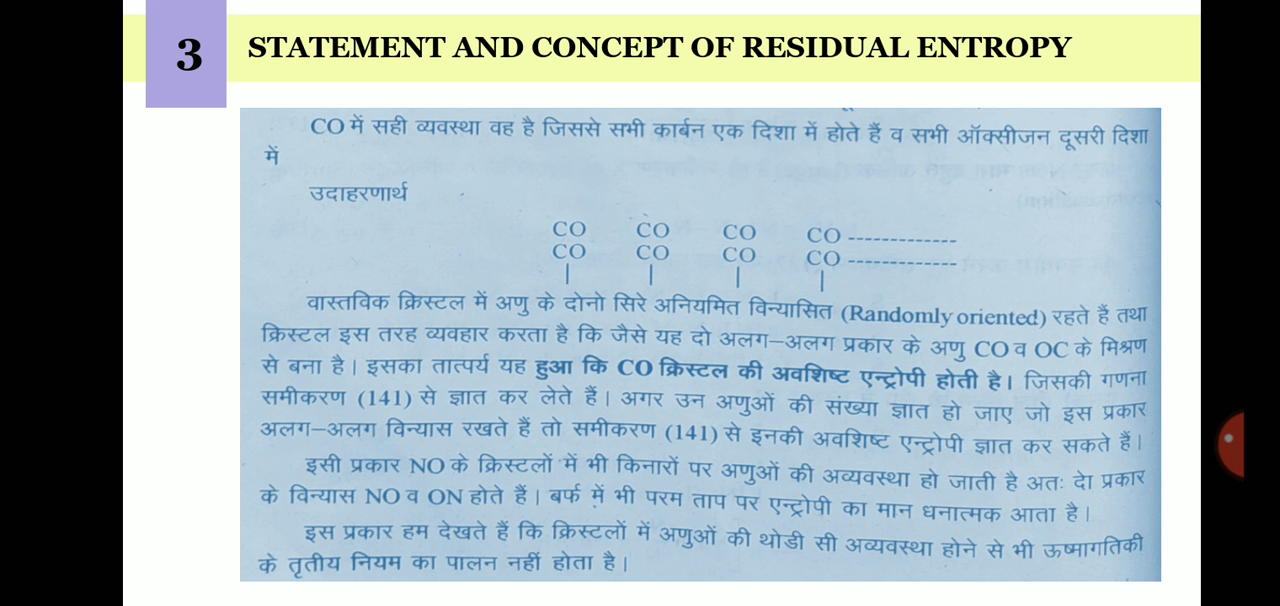 3
STATEMENT AND CONCEPT OF RESIDUAL ENTROPY
CO में सही व्यवस्था वह है जिससे सभी कार्बन एक दिशा में होते हैं व सभी ऑक्सीजन दूसरी दिशा
में
उदाहरणार्थ
CO CO CO CO -------------
CO CO CO CO -------------
| | | |
वास्तविक क्रिस्टल में अणु के दोनो सिरे अनियमित विन्यासित (Randomly oriented) रहते हैं तथा
क्रिस्टल इस तरह व्यवहार करता है कि जैसे यह दो अलग–अलग प्रकार के अणु CO व OC के मिश्रण
से बना है। इसका तात्पर्य यह हुआ कि CO क्रिस्टल की अवशिष्ट एन्ट्रोपी होती है। जिसकी गणना
समीकरण (141) से ज्ञात कर लेते हैं। अगर उन अणुओं की संख्या ज्ञात हो जाए जो इस प्रकार
अलग–अलग विन्यास रखते हैं तो समीकरण (141) से इनकी अवशिष्ट एन्ट्रोपी ज्ञात कर सकते हैं।
इसी प्रकार NO के क्रिस्टलों में भी किनारों पर अणुओं की अव्यवस्था हो जाती है अतः दो प्रकार
के विन्यास NO व ON होते हैं। बर्फ में भी परम ताप पर एन्ट्रोपी का मान धनात्मक आता है।
इस प्रकार हम देखते हैं कि क्रिस्टलों में अणुओं की थोडी सी अव्यवस्था होने से भी ऊष्मागतिकी
के तृतीय नियम का पालन नहीं होता है।